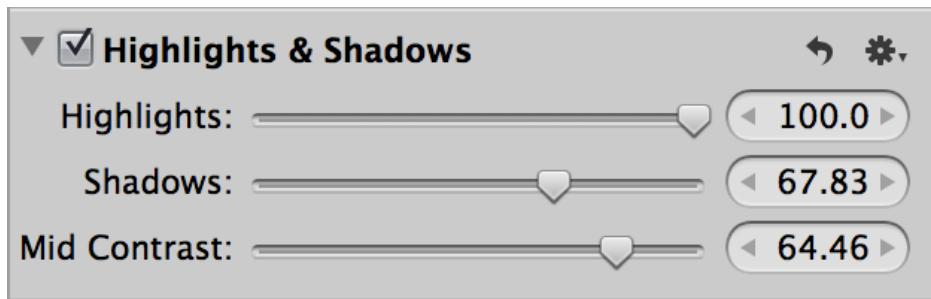 Highlights & Shadows
Highlights: 100.0
Shadows: 67.83
Mid Contrast: 64.46